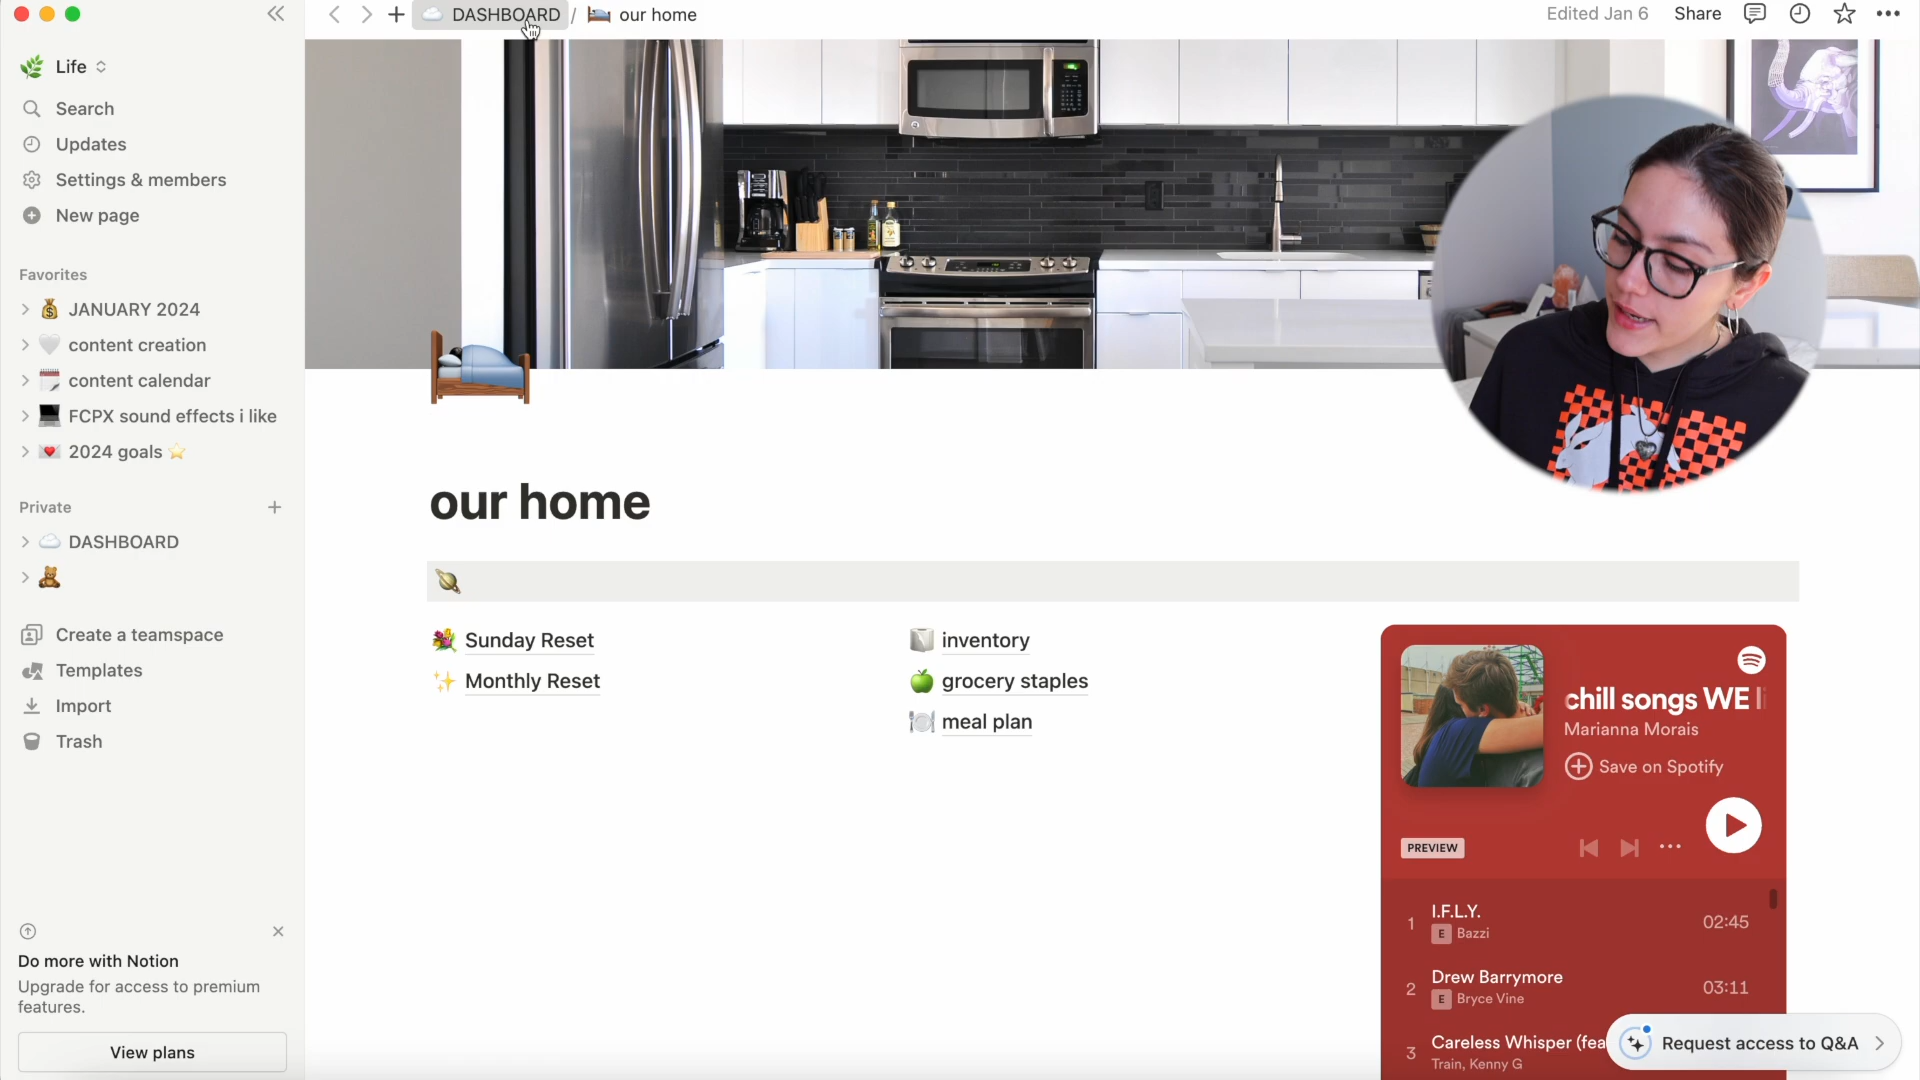 DASHBOARD / our home
Edited Jan 6
Share
Life
Search
Updates
Settings & members
New page
Favorites
JANUARY 2024
content creation
content calendar
FCPX sound effects i like
2024 goals
Private
DASHBOARD
Create a teamspace
Templates
Import
Trash
Do more with Notion
Upgrade for access to premium
features.
View plans
our home
Sunday Reset
Monthly Reset
inventory
grocery staples
meal plan
chill songs WE
Marianna Morais
Save on Spotify
PREVIEW
1 I.F.L.Y. 02:45
E Bazzi
2 Drew Barrymore 03:11
E Bryce Vine
3 Careless Whisper (fea
Train, Kenny G
Request access to Q&A